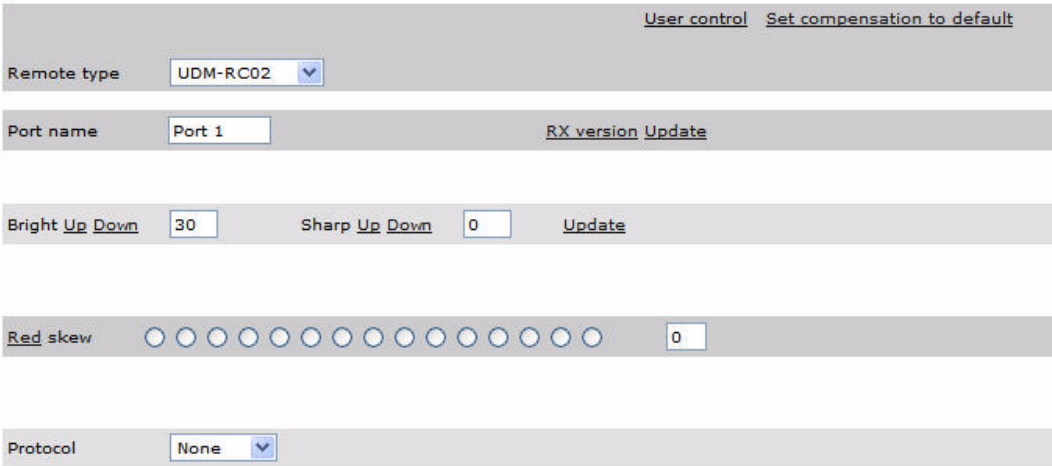 User control Set compensation to default
Remote type UDM-RC02
Port name Port 1 RX version Update
Bright Up Down 30 Sharp Up Down 0 Update
Red skew 0
Protocol None